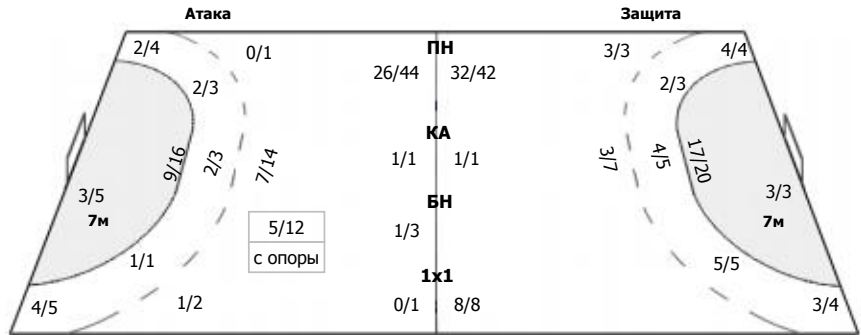 Атака Защита
2/4 0/1 ПН 3/3 4/4
26/44 32/42
2/3 2/3
КА
9/16 2/3 7/14 1/1 1/1 3/7 4/5 17/20
3/5 БН 3/3
7м 5/12 1/3 7м
с опоры
1/1 1x1 5/5
4/5 1/2 0/1 8/8 3/4